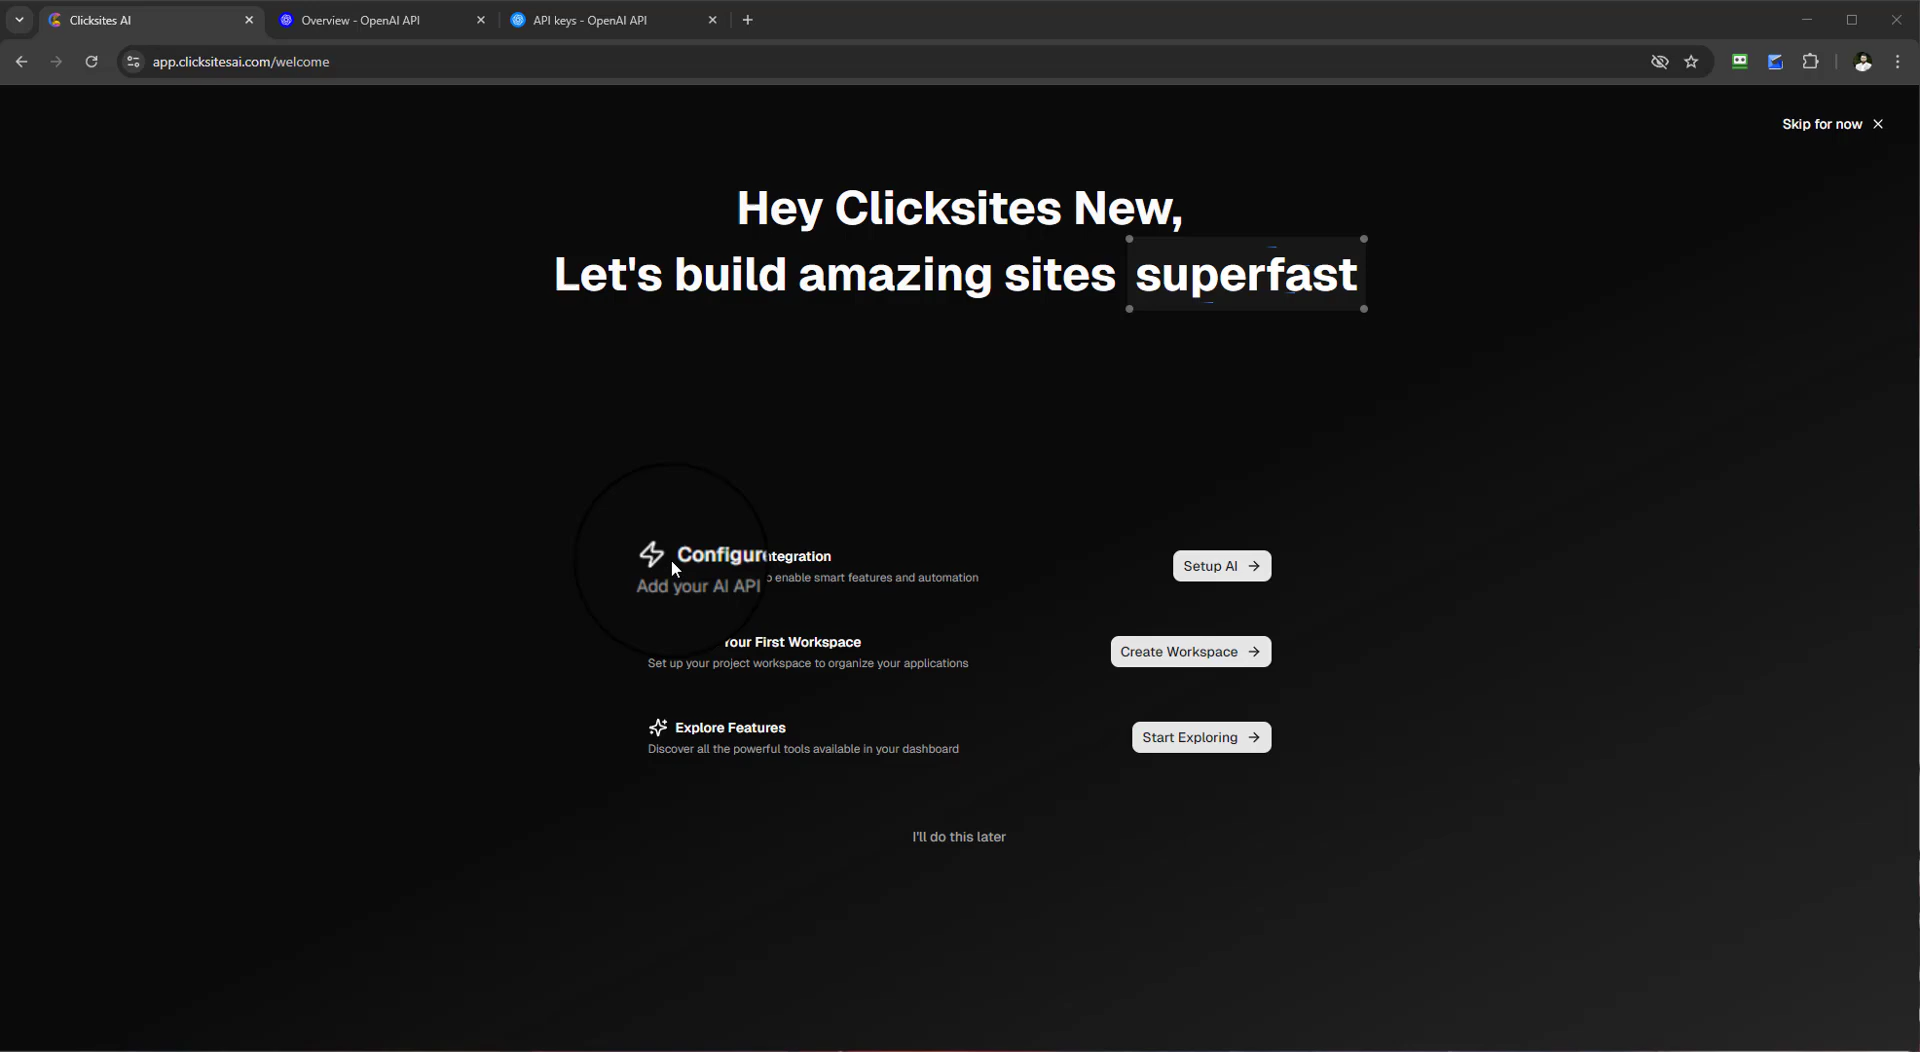 Clicksites AI
Overview - OpenAI API
API keys - OpenAI API
app.clicksitesai.com/welcome
Skip for now
Hey Clicksites New,
Let's build amazing sites superfast
Configure ntegration
Add your AI API o enable smart features and automation
Setup AI
our First Workspace
Set up your project workspace to organize your applications
Create Workspace
Explore Features
Discover all the powerful tools available in your dashboard
Start Exploring
I'll do this later